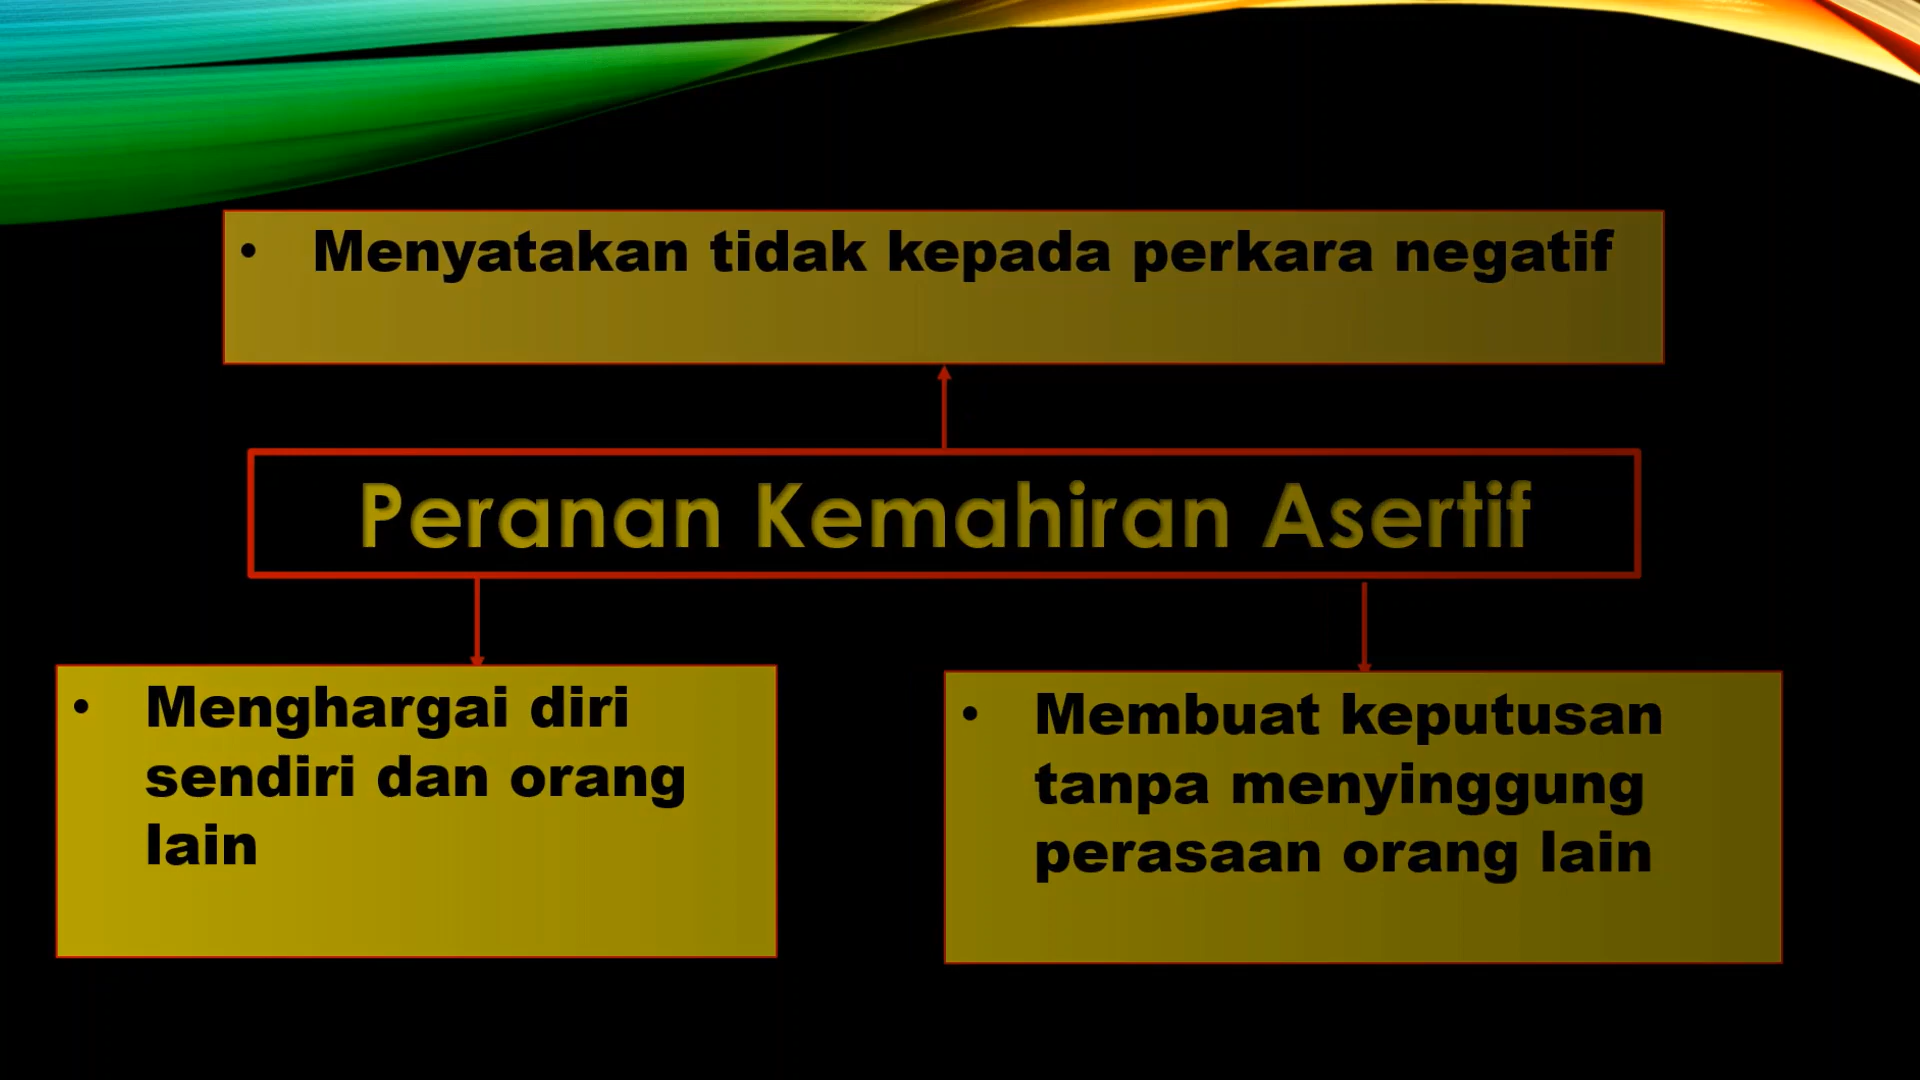 • Menyatakan tidak kepada perkara negatif
Peranan Kemahiran Asertif
• Menghargai diri
sendiri dan orang
lain
• Membuat keputusan
tanpa menyinggung
perasaan orang lain